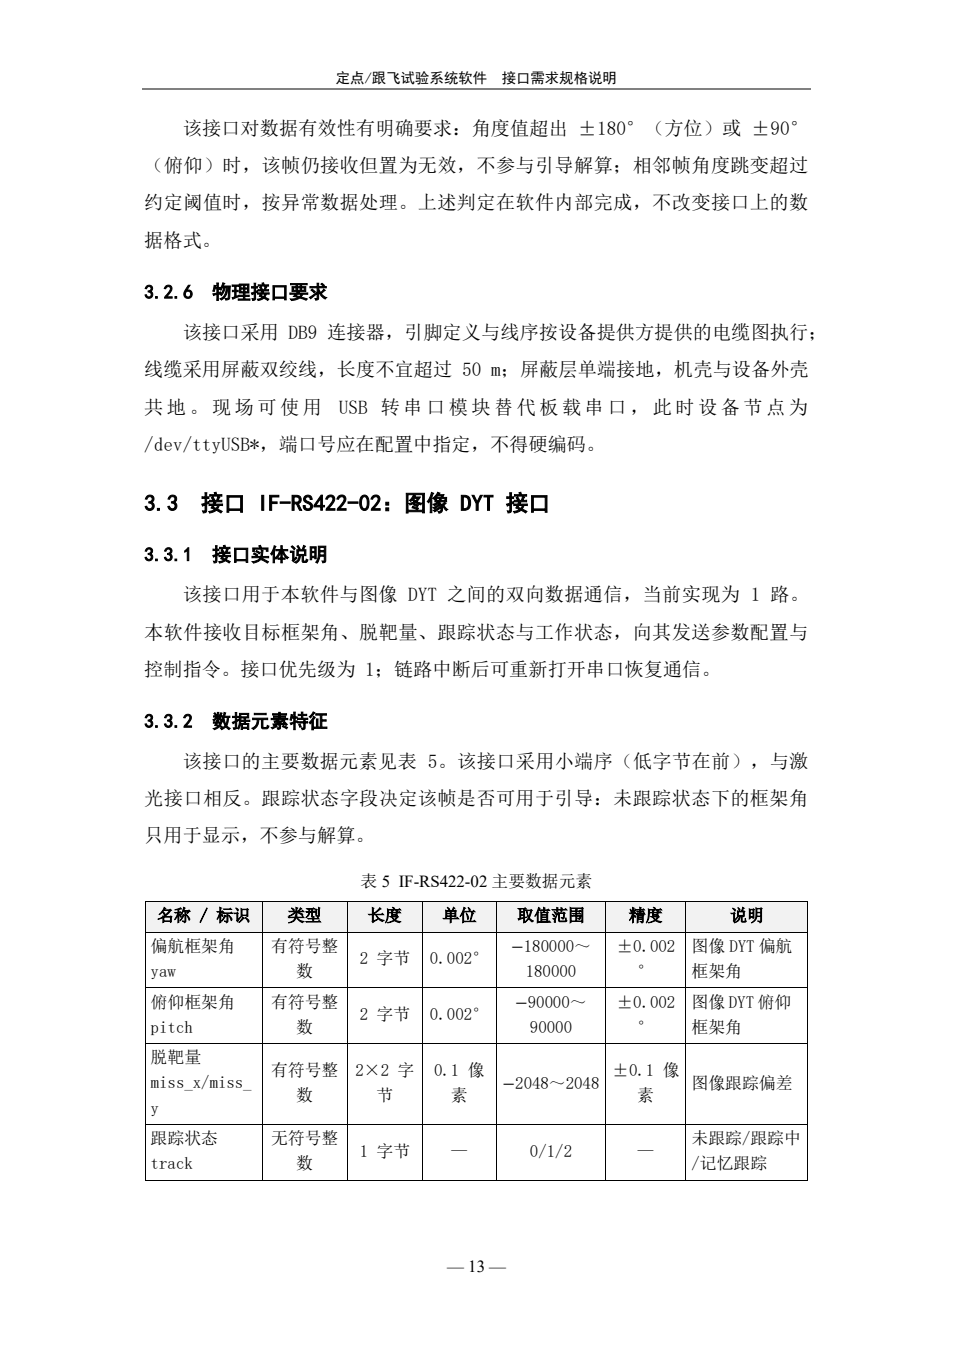 定点/跟飞试验系统软件　接口需求规格说明
该接口对数据有效性有明确要求：角度值超出 ±180°（方位）或 ±90°
（俯仰）时，该帧仍接收但置为无效，不参与引导解算；相邻帧角度跳变超过
约定阈值时，按异常数据处理。上述判定在软件内部完成，不改变接口上的数
据格式。
3.2.6　物理接口要求
该接口采用 DB9 连接器，引脚定义与线序按设备提供方提供的电缆图执行；
线缆采用屏蔽双绞线，长度不宜超过 50 m；屏蔽层单端接地，机壳与设备外壳
共地。现场可使用 USB 转串口模块替代板载串口，此时设备节点为
/dev/ttyUSB*，端口号应在配置中指定，不得硬编码。
3.3　接口 IF-RS422-02：图像 DYT 接口
3.3.1　接口实体说明
该接口用于本软件与图像 DYT 之间的双向数据通信，当前实现为 1 路。
本软件接收目标框架角、脱靶量、跟踪状态与工作状态，向其发送参数配置与
控制指令。接口优先级为 1；链路中断后可重新打开串口恢复通信。
3.3.2　数据元素特征
该接口的主要数据元素见表 5。该接口采用小端序（低字节在前），与激
光接口相反。跟踪状态字段决定该帧是否可用于引导：未跟踪状态下的框架角
只用于显示，不参与解算。
表 5 IF-RS422-02 主要数据元素
名称 / 标识 类型 长度 单位 取值范围 精度 说明
偏航框架角 有符号整 2 字节 0.002° −180000～ ±0.002 图像 DYT 偏航
yaw 数 180000 ° 框架角
俯仰框架角 有符号整 2 字节 0.002° −90000～ ±0.002 图像 DYT 俯仰
pitch 数 90000 ° 框架角
脱靶量 有符号整 2×2 字 0.1 像 −2048～2048 ±0.1 像 图像跟踪偏差
miss_x/miss_ 数 节 素 素
y
跟踪状态 无符号整 1 字节 — 0/1/2 — 未跟踪/跟踪中
track 数 /记忆跟踪
— 13 —